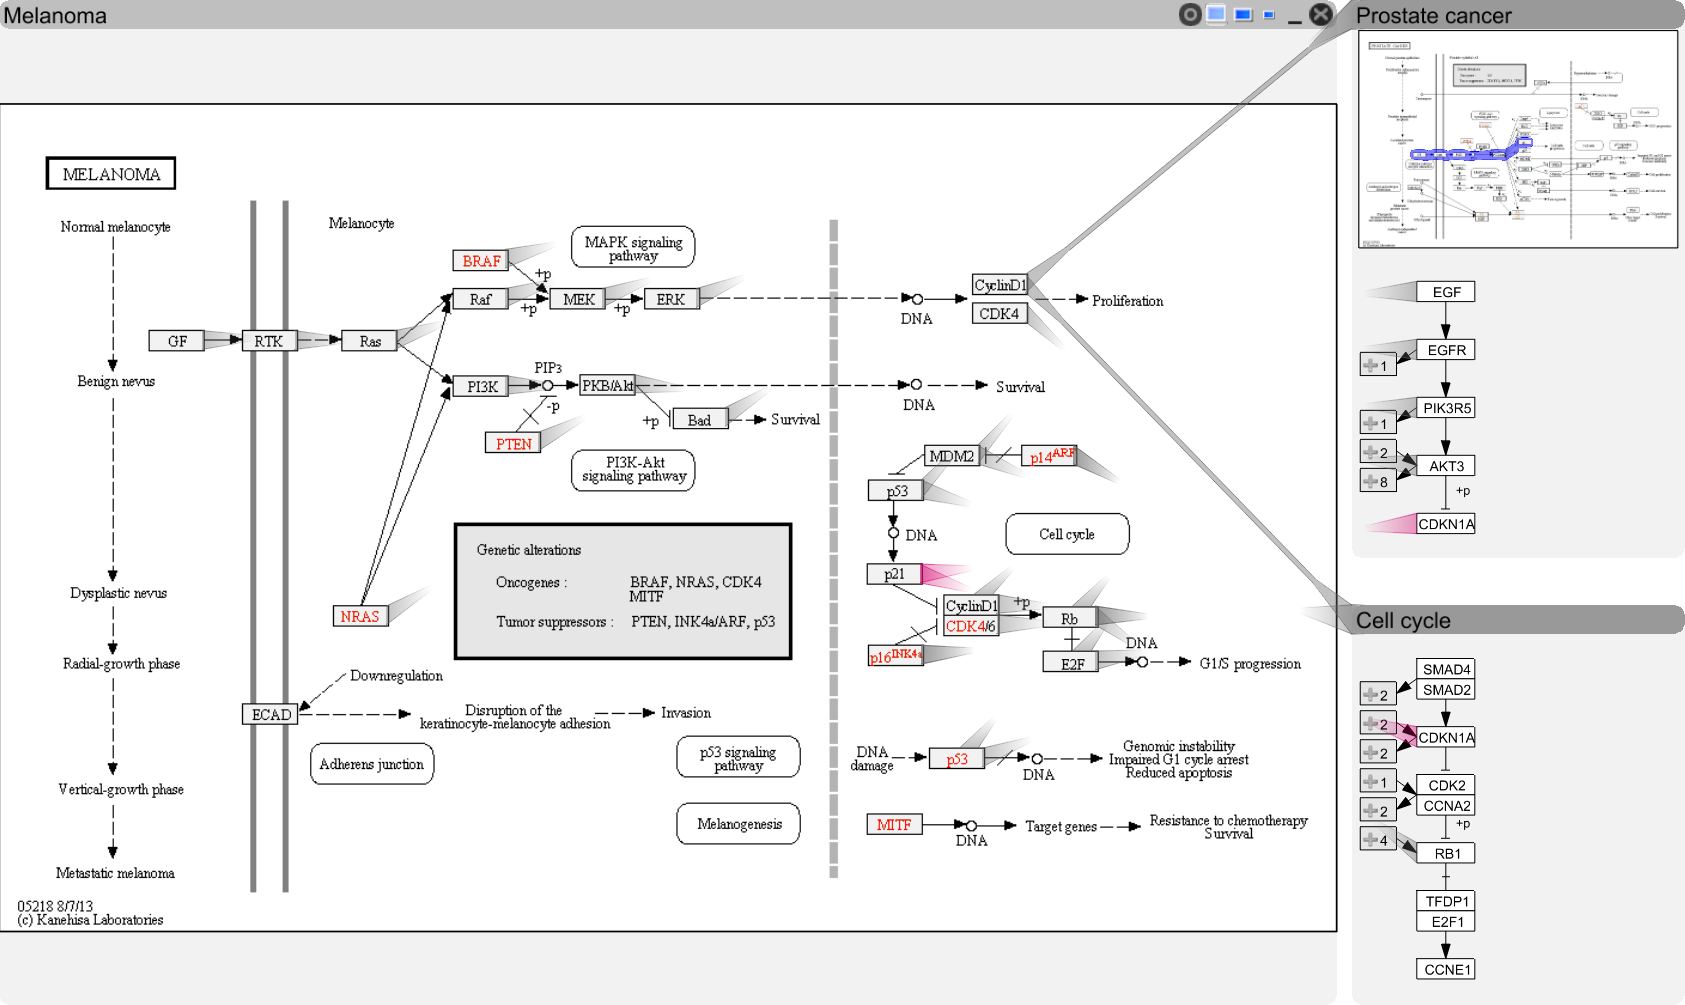 Melanoma
MELANOMA
Normal melanocyte
Benign nevus
Dysplastic nevus
Radial-growth phase
Vertical-growth phase
Metastatic melanoma
05218 8/7/13
(c) Kanehisa Laboratories
Melanocyte
MAPK signaling
pathway
BRAF
+p
Raf
+p
MEK
+p
ERK
GF
RTK
Ras
DNA
CyclinD1
CDK4
Proliferation
PI3K
PIP3
-p
PKB/Akt
DNA
Survival
+p
Bad
Survival
PTEN
PI3K-Akt
signaling pathway
MDM2
p14ARF
p53
DNA
Cell cycle
p21
CyclinD1
CDK4/6
+p
Rb
p16INK4a
E2F
DNA
G1/S progression
Genetic alterations
Oncogenes :
BRAF, NRAS, CDK4
MITF
Tumor suppressors :
PTEN, INK4a/ARF, p53
NRAS
Downregulation
ECAD
Disruption of the
keratinocyte-melanocyte adhesion
Invasion
Adherens junction
p53 signaling
pathway
Melanogenesis
DNA
damage
p53
DNA
Genomic instability
Impaired G1 cycle arrest
Reduced apoptosis
MITF
DNA
Target genes
Resistance to chemotherapy
Survival
Prostate cancer
EGF
EGFR
+1
PIK3R5
+1
+2
AKT3
+8
+p
CDKN1A
Cell cycle
SMAD4
SMAD2
+2
+2
CDKN1A
+2
+1
CDK2
CCNA2
+2
+p
+4
RB1
TFDP1
E2F1
CCNE1